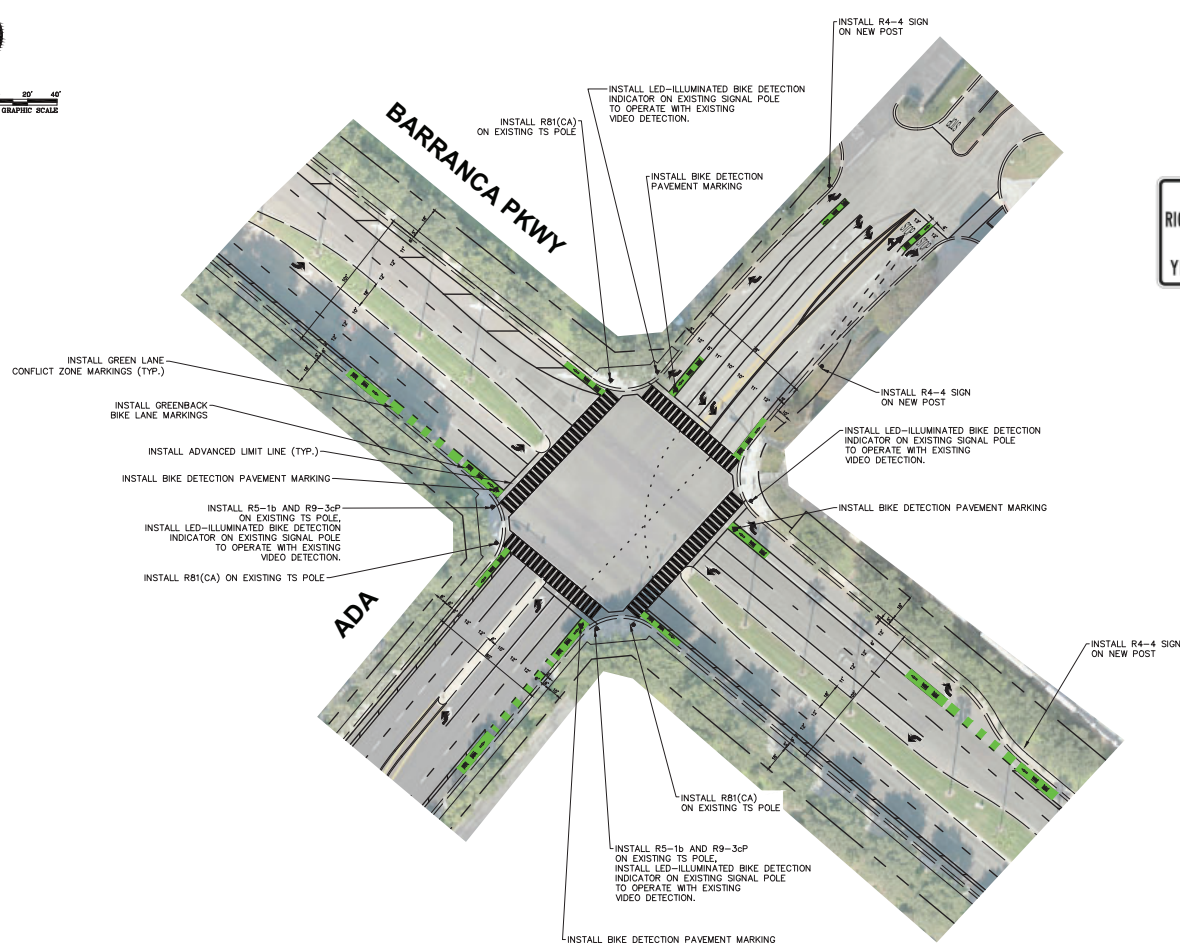 INSTALL R4-4 SIGN
ON NEW POST
20' 40'
GRAPHIC SCALE
INSTALL LED-ILLUMINATED BIKE DETECTION
INDICATOR ON EXISTING SIGNAL POLE
TO OPERATE WITH EXISTING
VIDEO DETECTION.
INSTALL R81(CA)
ON EXISTING TS POLE
BARRANCA PKWY
INSTALL BIKE DETECTION
PAVEMENT MARKING
INSTALL GREEN LANE
CONFLICT ZONE MARKINGS (TYP.)
INSTALL R4-4 SIGN
ON NEW POST
INSTALL GREENBACK
BIKE LANE MARKINGS
INSTALL LED-ILLUMINATED BIKE DETECTION
INDICATOR ON EXISTING SIGNAL POLE
TO OPERATE WITH EXISTING
VIDEO DETECTION.
INSTALL ADVANCED LIMIT LINE (TYP.)
INSTALL BIKE DETECTION PAVEMENT MARKING
INSTALL BIKE DETECTION PAVEMENT MARKING
INSTALL R5-1b AND R9-3cP
ON EXISTING TS POLE,
INSTALL LED-ILLUMINATED BIKE DETECTION
INDICATOR ON EXISTING SIGNAL POLE
TO OPERATE WITH EXISTING
VIDEO DETECTION.
INSTALL R81(CA) ON EXISTING TS POLE
ADA
INSTALL R4-4 SIGN
ON NEW POST
INSTALL R81(CA)
ON EXISTING TS POLE
INSTALL R5-1b AND R9-3cP
ON EXISTING TS POLE,
INSTALL LED-ILLUMINATED BIKE DETECTION
INDICATOR ON EXISTING SIGNAL POLE
TO OPERATE WITH EXISTING
VIDEO DETECTION.
INSTALL BIKE DETECTION PAVEMENT MARKING